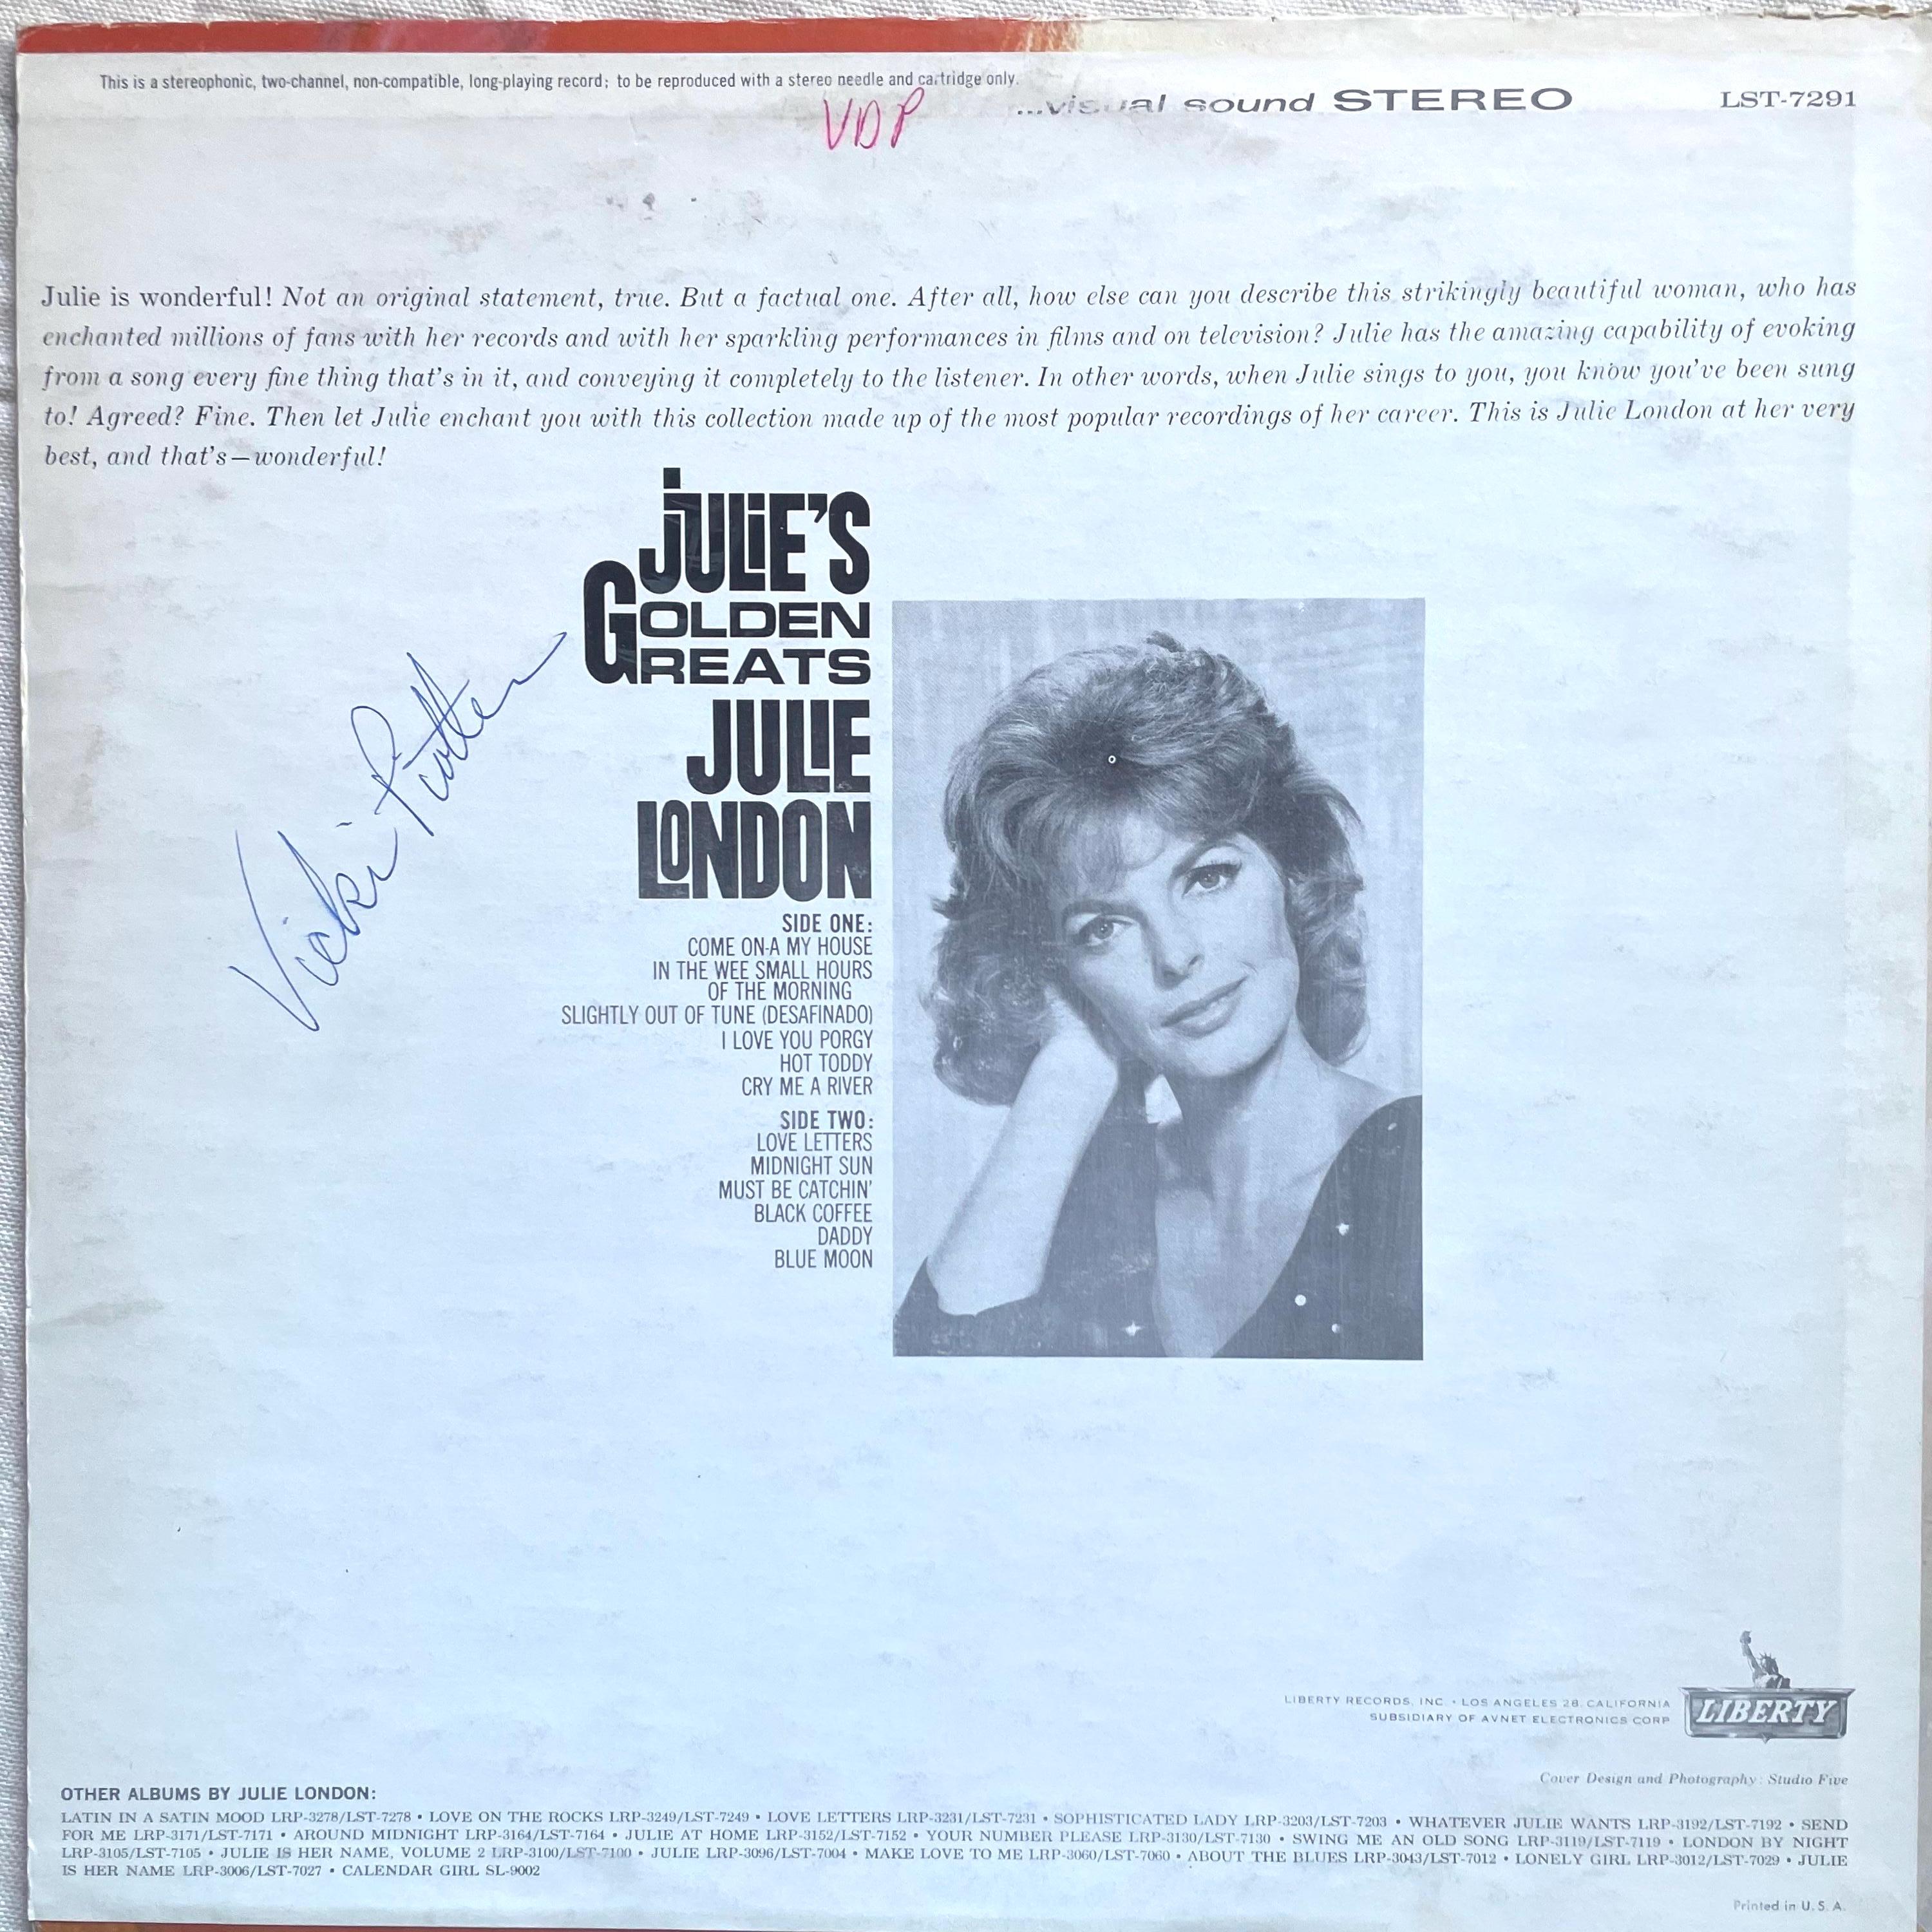 This is a stereophonic, two-channel, non-compatible, long-playing record; to be reproduced with a stereo needle and cartridge only.
...visual sound STEREO
LST-7291
VDP
Julie is wonderful! Not an original statement, true. But a factual one. After all, how else can you describe this strikingly beautiful woman, who has
enchanted millions of fans with her records and with her sparkling performances in films and on television? Julie has the amazing capability of evoking
from a song every fine thing that's in it, and conveying it completely to the listener. In other words, when Julie sings to you, you know you've been sung
to! Agreed? Fine. Then let Julie enchant you with this collection made up of the most popular recordings of her career. This is Julie London at her very
best, and that's—wonderful!
JULiE'S
GOLDEN
GREATS
JULIE
LONDON
Vicki
SIDE ONE:
COME ON-A MY HOUSE
IN THE WEE SMALL HOURS
OF THE MORNING
SLIGHTLY OUT OF TUNE (DESAFINADO)
I LOVE YOU PORGY
HOT TODDY
CRY ME A RIVER
SIDE TWO:
LOVE LETTERS
MIDNIGHT SUN
MUST BE CATCHIN'
BLACK COFFEE
DADDY
BLUE MOON
LIBERTY RECORDS, INC. • LOS ANGELES 28, CALIFORNIA
SUBSIDIARY OF AVNET ELECTRONICS CORP
LIBERTY
Cover Design and Photography: Studio Five
OTHER ALBUMS BY JULIE LONDON:
LATIN IN A SATIN MOOD LRP-3278/LST-7278 • LOVE ON THE ROCKS LRP-3249/LST-7249 • LOVE LETTERS LRP-3231/LST-7231 • SOPHISTICATED LADY LRP-3203/LST-7203 • WHATEVER JULIE WANTS LRP-3192/LST-7192 • SEND
FOR ME LRP-3171/LST-7171 • AROUND MIDNIGHT LRP-3164/LST-7164 • JULIE AT HOME LRP-3152/LST-7152 • YOUR NUMBER PLEASE LRP-3130/LST-7130 • SWING ME AN OLD SONG LRP-3119/LST-7119 • LONDON BY NIGHT
LRP-3105/LST-7105 • JULIE IS HER NAME, VOLUME 2 LRP-3100/LST-7100 • JULIE LRP-3096/LST-7004 • MAKE LOVE TO ME LRP-3060/LST-7060 • ABOUT THE BLUES LRP-3043/LST-7012 • LONELY GIRL LRP-3012/LST-7029 • JULIE
IS HER NAME LRP-3006/LST-7027 • CALENDAR GIRL SL-9002
Printed in U. S. A.